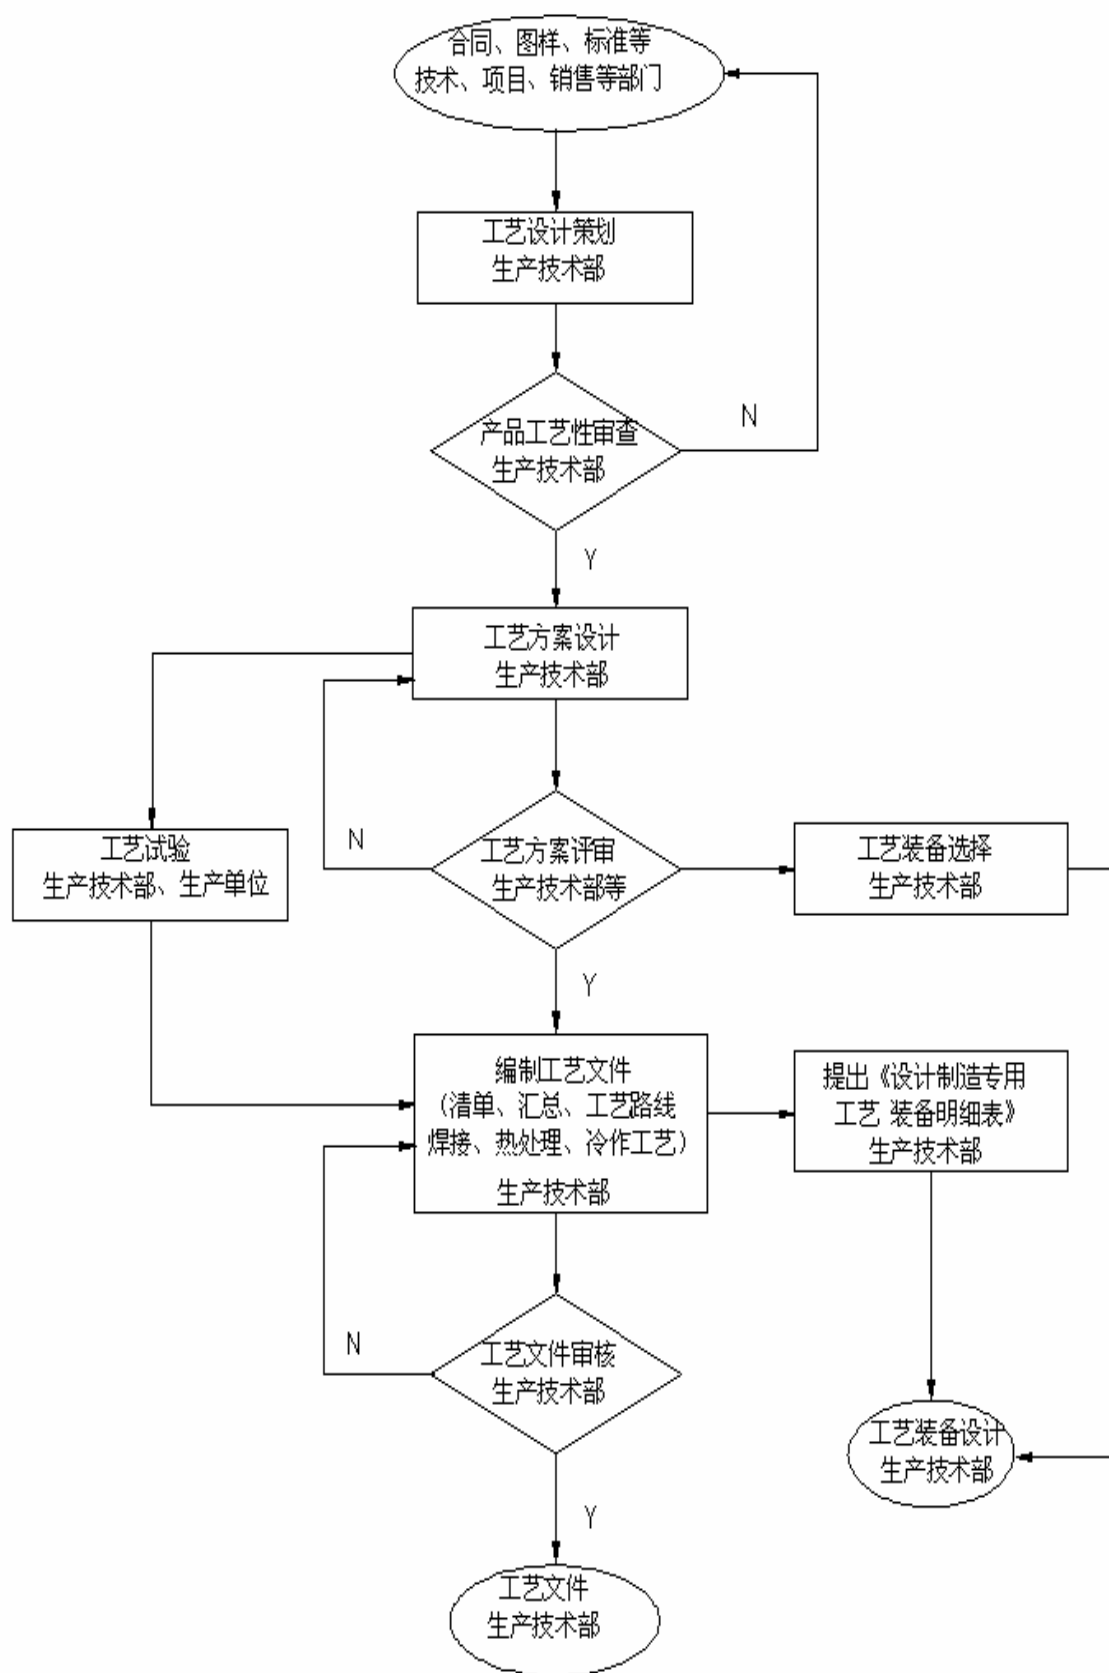 合同、图样、标准等
技术、项目、销售等部门
工艺设计策划
生产技术部
产品工艺性审查
生产技术部
N
Y
工艺方案设计
生产技术部
工艺试验
生产技术部、生产单位
N
工艺方案评审
生产技术部等
工艺装备选择
生产技术部
Y
编制工艺文件
（清单、汇总、工艺路线
焊接、热处理、冷作工艺）
生产技术部
提出《设计制造专用
工艺 装备明细表》
生产技术部
N
工艺文件审核
生产技术部
工艺装备设计
生产技术部
Y
工艺文件
生产技术部